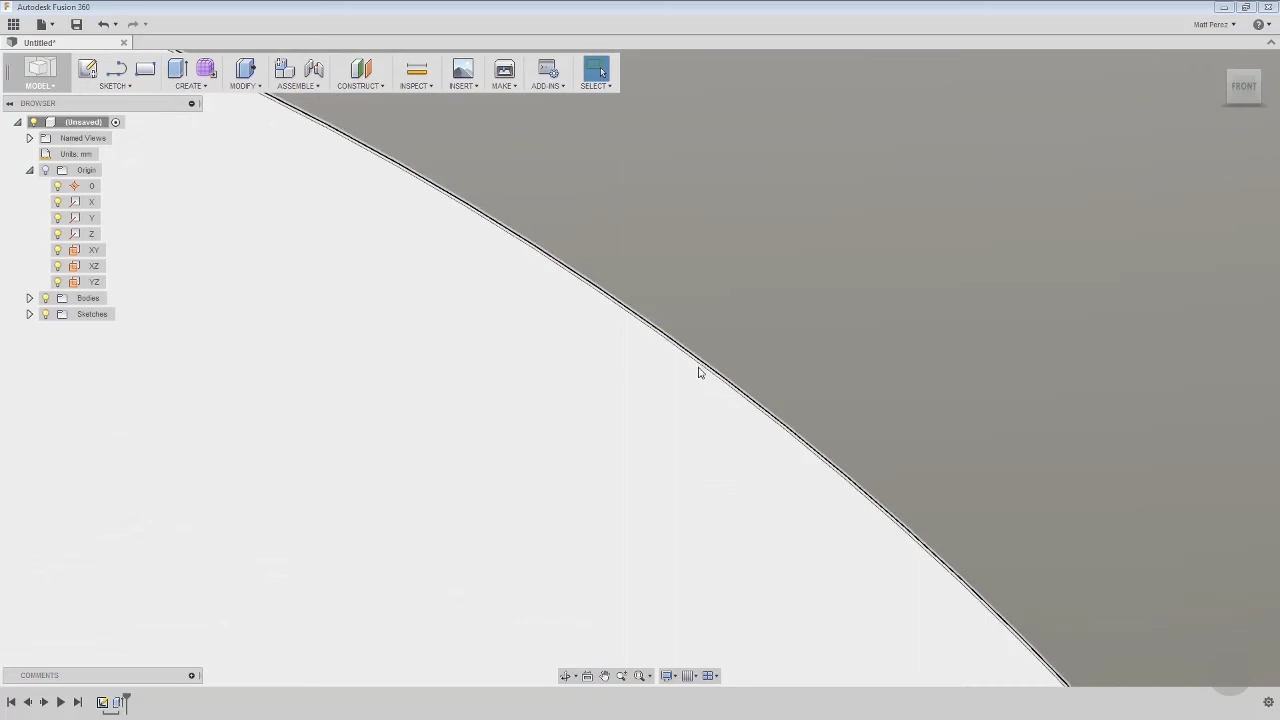 Autodesk Fusion 360
Matt Perez
Untitled*
MODEL
SKETCH
CREATE
MODIFY
ASSEMBLE
CONSTRUCT
INSPECT
INSERT
MAKE
ADD-INS
SELECT
FRONT
BROWSER
(Unsaved)
Named Views
Units: mm
Origin
O
X
Y
Z
XY
XZ
YZ
Bodies
Sketches
COMMENTS